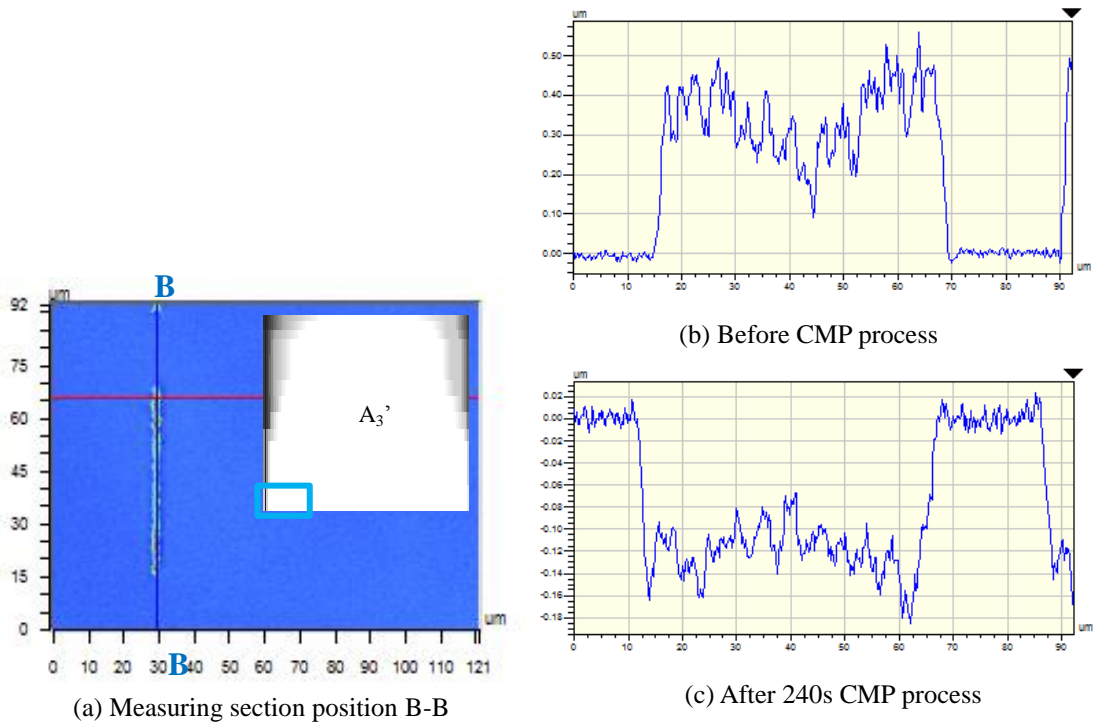 um
0.50
0.40
0.30
0.20
0.10
0.00
0 10 20 30 40 50 60 70 80 90
um
(b) Before CMP process
B
um
92
75
60
45
30
15
0
A₃’
um
0 10 20 30 40 50 60 70 80 90 100 110 121
B B
(a) Measuring section position B-B
um
0.02
0.00
-0.02
-0.04
-0.06
-0.08
-0.10
-0.12
-0.14
-0.16
-0.18
0 10 20 30 40 50 60 70 80 90
um
(c) After 240s CMP process